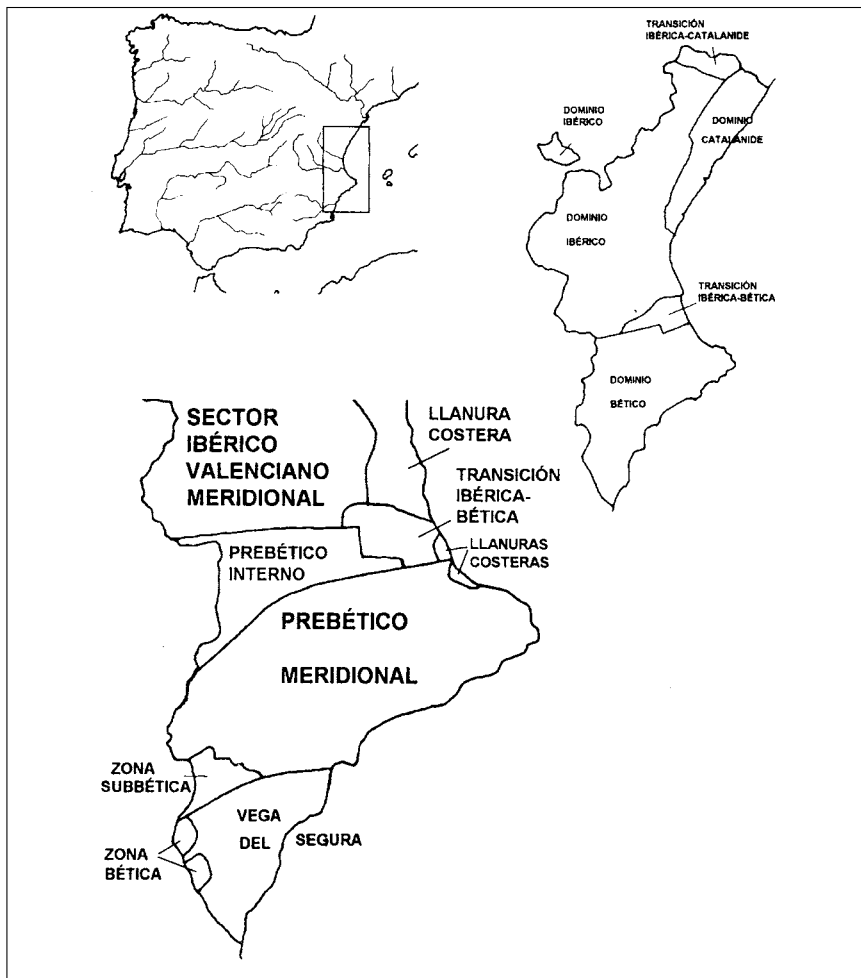 TRANSICIÓN
IBÉRICA-CATALANIDE
DOMINIO
IBÉRICO
DOMINIO
CATALÁNIDE
DOMINIO
IBÉRICO
TRANSICIÓN
IBÉRICA-BÉTICA
DOMINIO
BÉTICO
SECTOR
IBÉRICO
VALENCIANO
MERIDIONAL
LLANURA
COSTERA
TRANSICIÓN
IBÉRICA-
BÉTICA
LLANURAS
COSTERAS
PREBÉTICO
INTERNO
PREBÉTICO
MERIDIONAL
ZONA
SUBBÉTICA
VEGA
DEL SEGURA
ZONA
BÉTICA